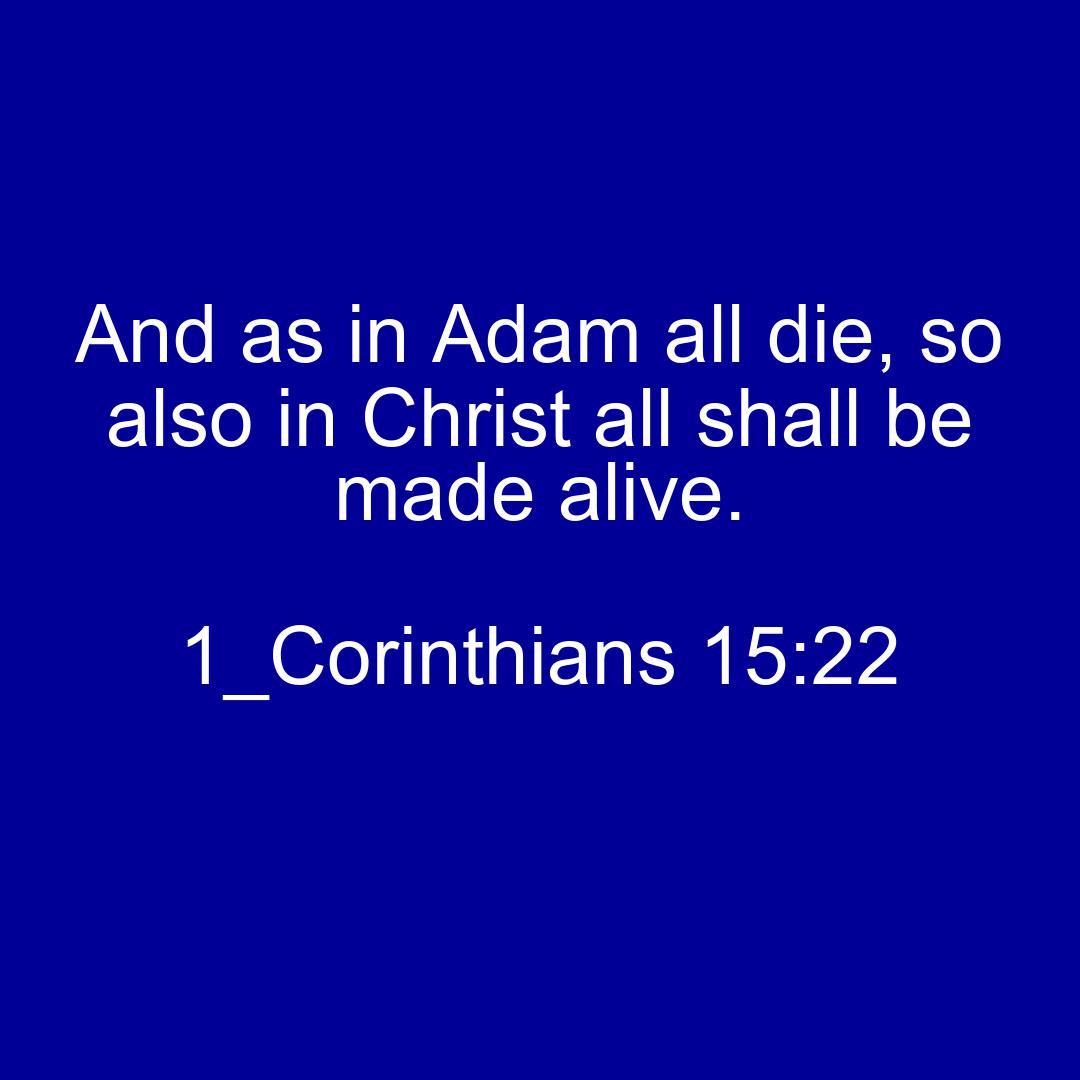 And as in Adam all die, so
also in Christ all shall be
made alive.
1_Corinthians 15:22